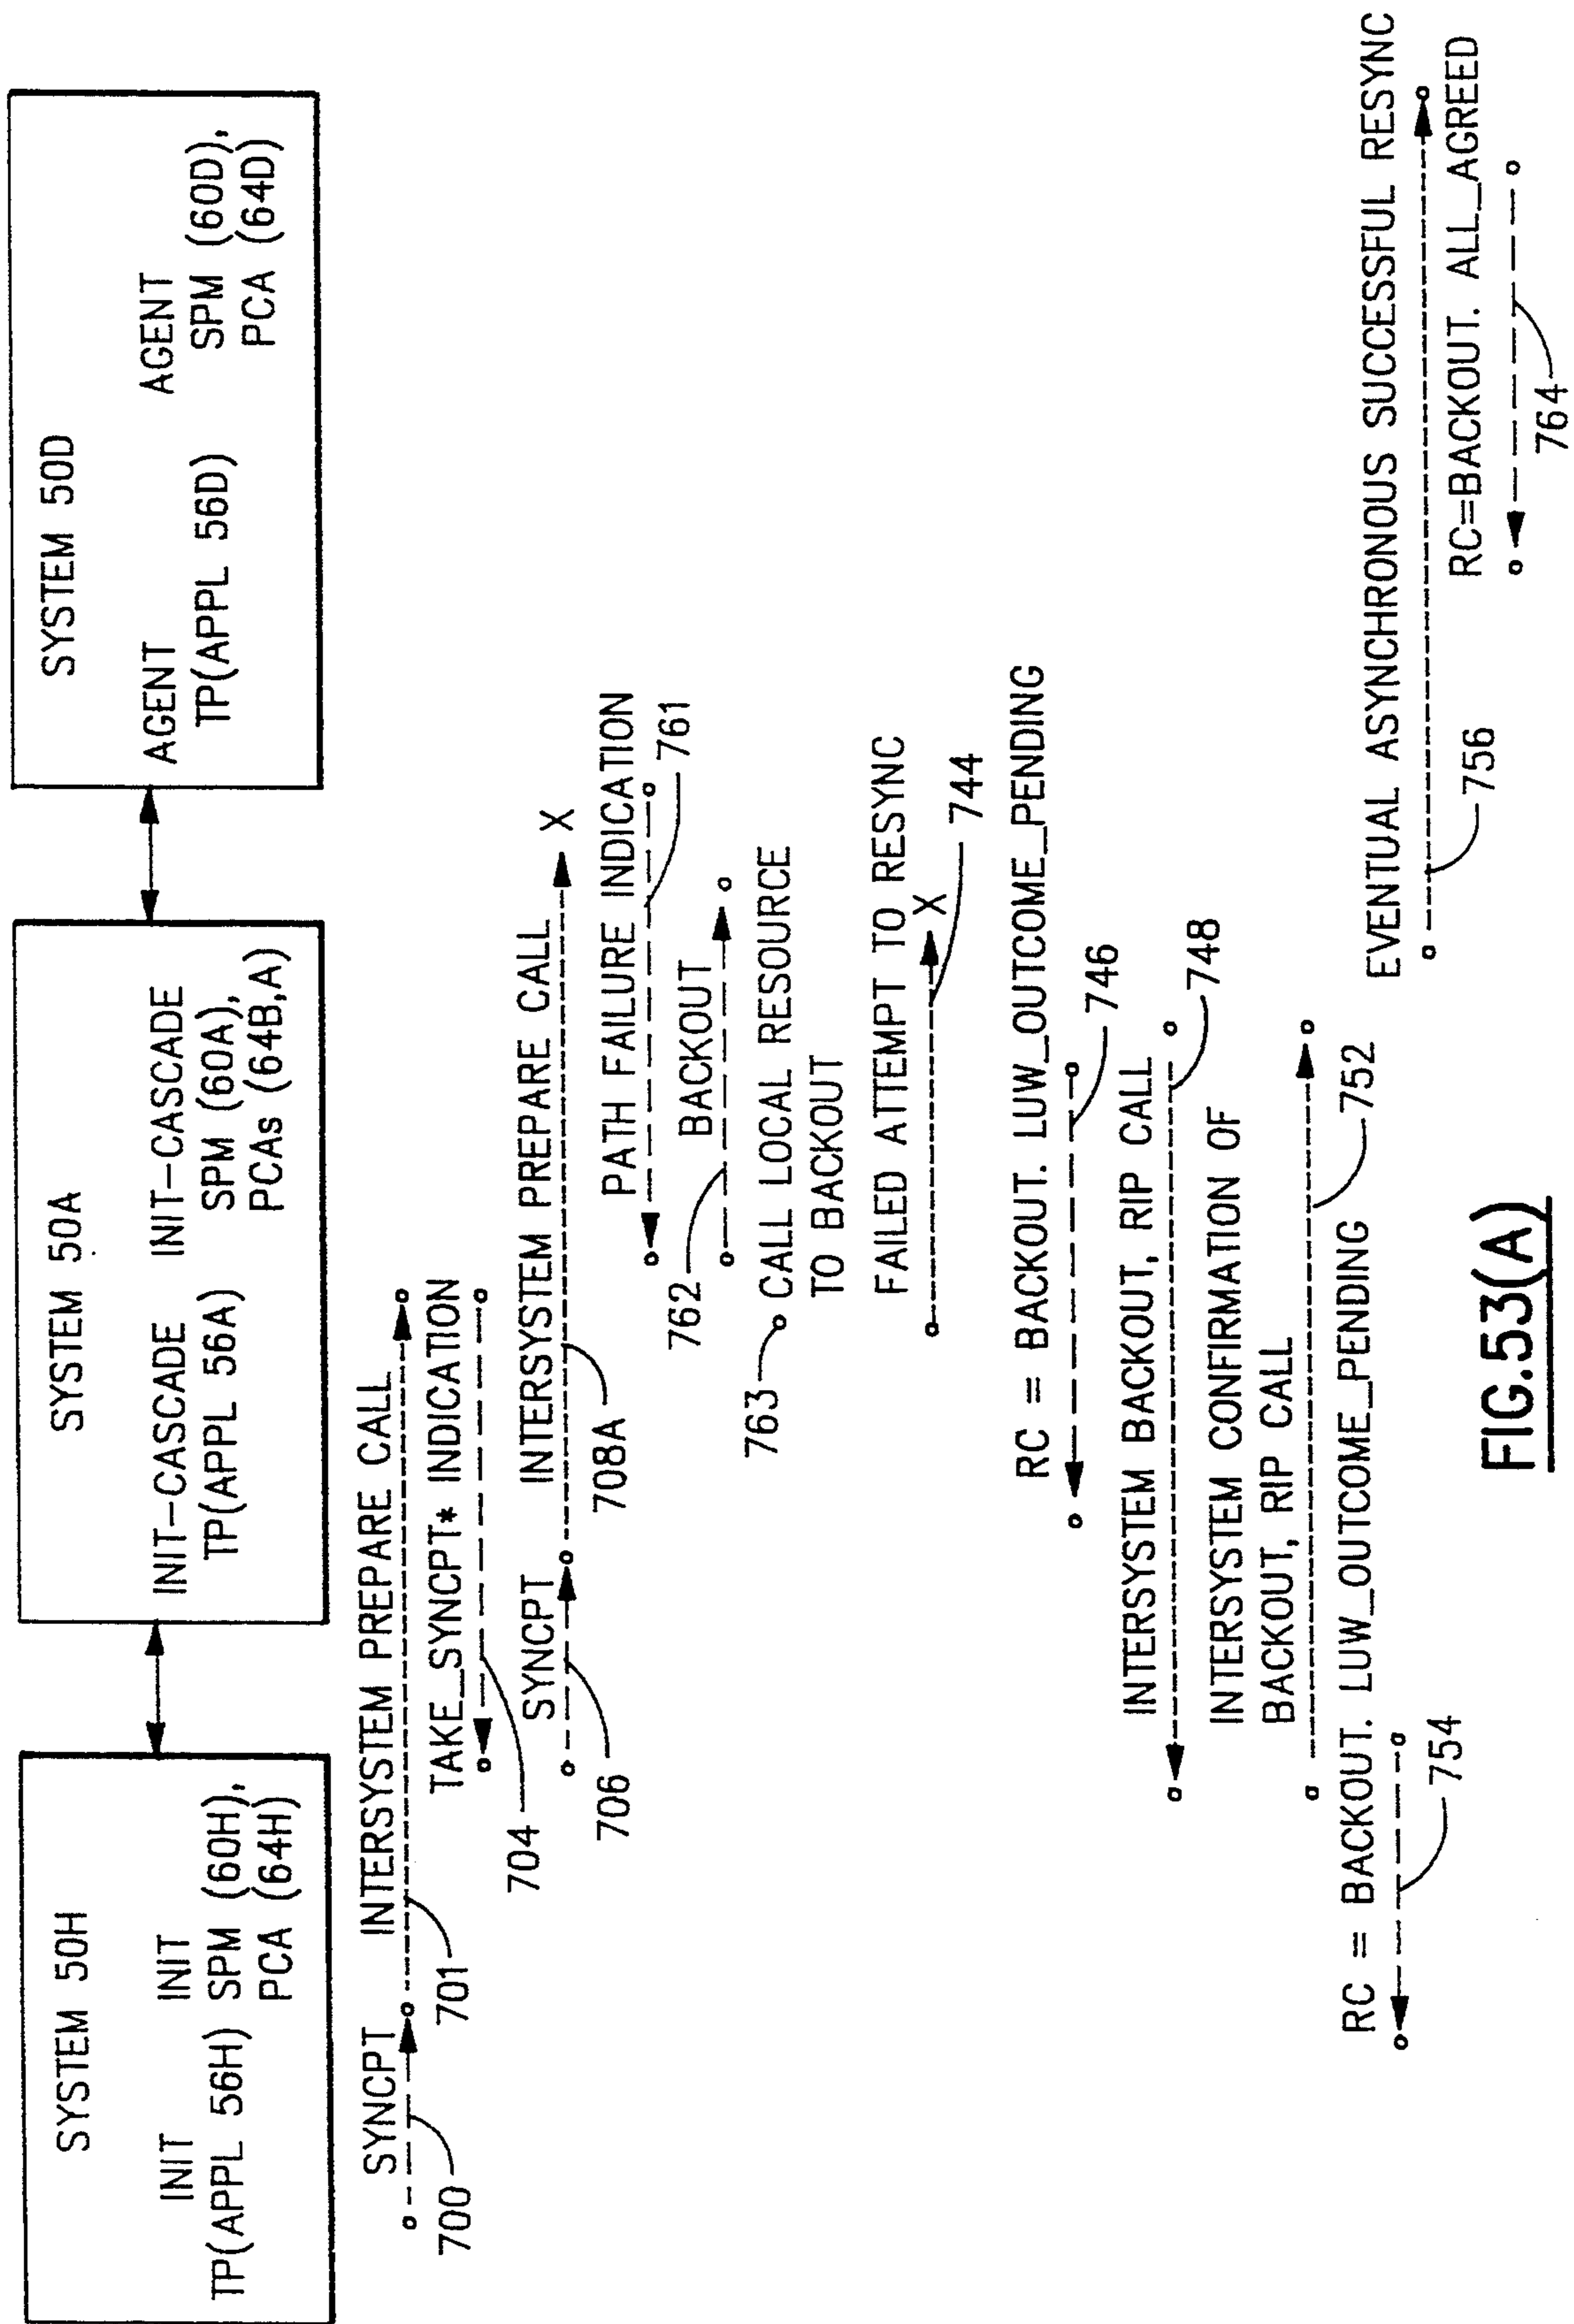 SYSTEM 50H
INIT INIT
TP(APPL 56H) SPM (60H),
PCA (64H)
SYSTEM 50A
INIT-CASCADE INIT-CASCADE
TP(APPL 56A) SPM (60A),
PCAs (64B,A)
SYSTEM 50D
AGENT AGENT
TP(APPL 56D) SPM (60D),
PCA (64D)
SYNCPT INTERSYSTEM PREPARE CALL
700
701
TAKE_SYNCPT* INDICATION
704
SYNCPT INTERSYSTEM PREPARE CALL X
706
708A
PATH FAILURE INDICATION
761
BACKOUT
762
763 CALL LOCAL RESOURCE
TO BACKOUT
FAILED ATTEMPT TO RESYNC
X
744
RC = BACKOUT. LUW_OUTCOME_PENDING
746
INTERSYSTEM BACKOUT, RIP CALL
748
INTERSYSTEM CONFIRMATION OF
BACKOUT, RIP CALL
752
RC = BACKOUT. LUW_OUTCOME_PENDING
754
EVENTUAL ASYNCHRONOUS SUCCESSFUL RESYNC
756
RC=BACKOUT. ALL_AGREED
764
FIG.53(A)